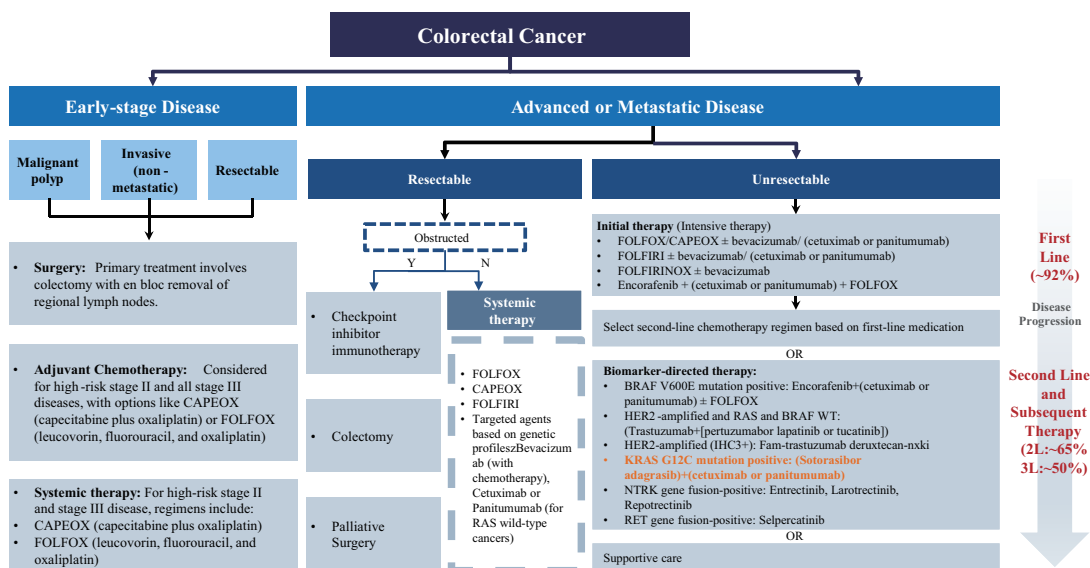 Colorectal Cancer
Early-stage Disease
Malignant
polyp
Invasive
(non -
metastatic)
Resectable
• Surgery: Primary treatment involves
colectomy with en bloc removal of
regional lymph nodes.
• Adjuvant Chemotherapy: Considered
for high -risk stage II and all stage III
diseases, with options like CAPEOX
(capecitabine plus oxaliplatin) or FOLFOX
(leucovorin, fluorouracil, and oxaliplatin)
• Systemic therapy: For high-risk stage II
and stage III disease, regimens include:
• CAPEOX (capecitabine plus oxaliplatin)
• FOLFOX (leucovorin, fluorouracil, and
oxaliplatin)
Advanced or Metastatic Disease
Resectable
Obstructed
Y
N
• Checkpoint
inhibitor
immunotherapy
• Colectomy
• Palliative
Surgery
Systemic
therapy
• FOLFOX
• CAPEOX
• FOLFIRI
• Targeted agents
based on genetic
profileszBevacizum
ab (with
chemotherapy),
Cetuximab or
Panitumumab (for
RAS wild-type
cancers)
Unresectable
Initial therapy (Intensive therapy)
• FOLFOX/CAPEOX ± bevacizumab/ (cetuximab or panitumumab)
• FOLFIRI ± bevacizumab/ (cetuximab or panitumumab)
• FOLFIRINOX ± bevacizumab
• Encorafenib + (cetuximab or panitumumab) + FOLFOX
Select second-line chemotherapy regimen based on first-line medication
OR
Biomarker-directed therapy:
• BRAF V600E mutation positive: Encorafenib+(cetuximab or
panitumumab) ± FOLFOX
• HER2 -amplified and RAS and BRAF WT:
(Trastuzumab+[pertuzumabor lapatinib or tucatinib])
• HER2-amplified (IHC3+): Fam-trastuzumab deruxtecan-nxki
• KRAS G12C mutation positive: (Sotorasibor
adagrasib)+(cetuximab or panitumumab)
• NTRK gene fusion-positive: Entrectinib, Larotrectinib,
Repotrectinib
• RET gene fusion-positive: Selpercatinib
OR
Supportive care
First
Line
(~92%)
Disease
Progression
Second Line
and
Subsequent
Therapy
(2L:~65%
3L:~50%)